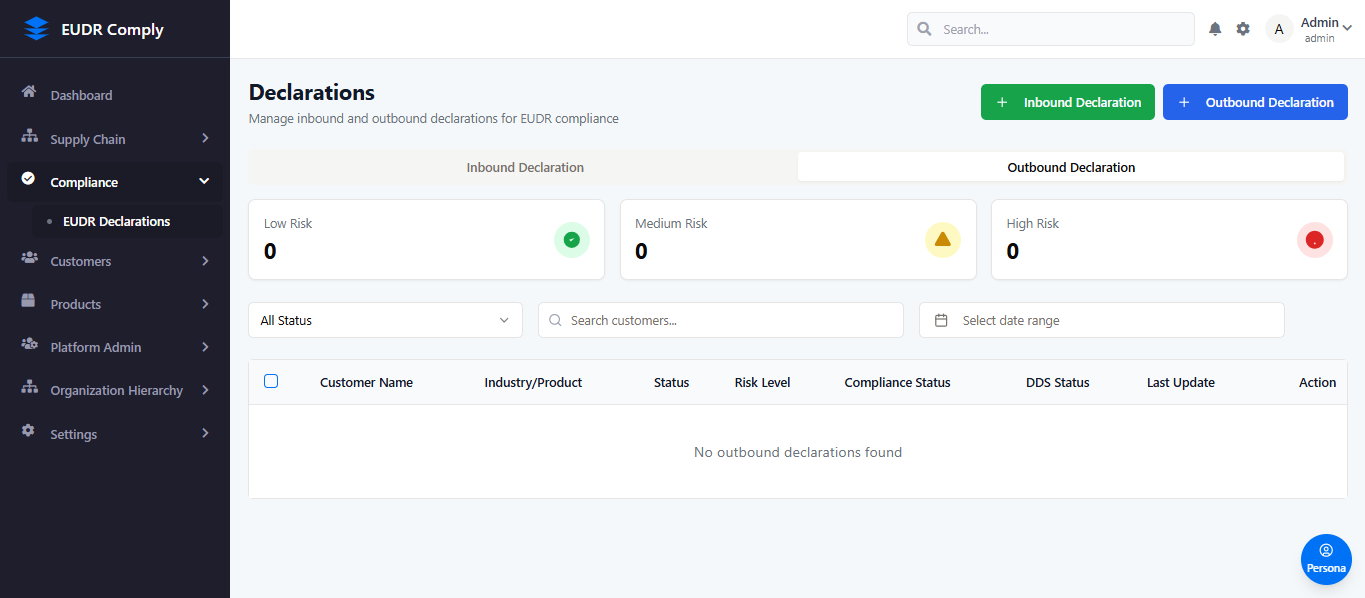 EUDR Comply
Search...
A
Admin
admin
Dashboard
Supply Chain
Compliance
EUDR Declarations
Customers
Products
Platform Admin
Organization Hierarchy
Settings
Declarations
Manage inbound and outbound declarations for EUDR compliance
+ Inbound Declaration
+ Outbound Declaration
Inbound Declaration
Outbound Declaration
Low Risk
0
Medium Risk
0
High Risk
0
All Status
Search customers...
Select date range
Customer Name Industry/Product Status Risk Level Compliance Status DDS Status Last Update Action
No outbound declarations found
Persona